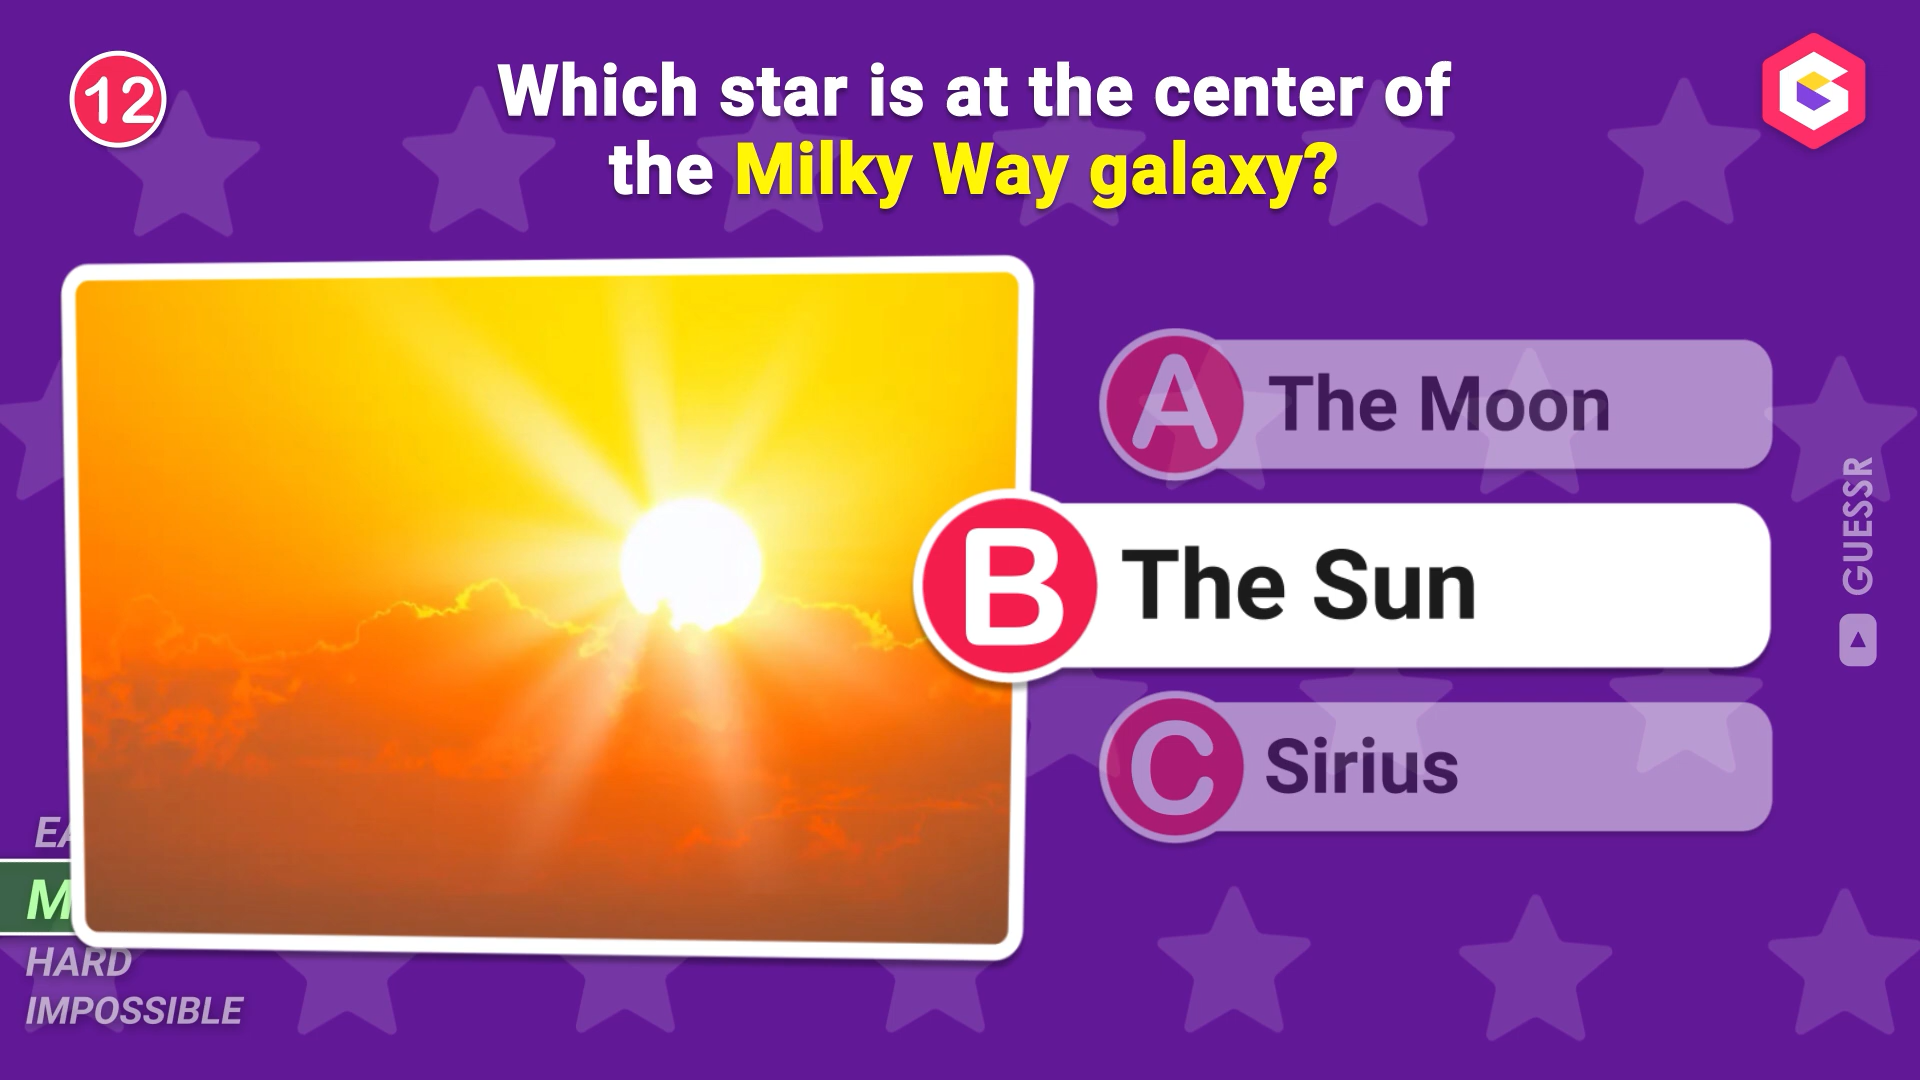 12
Which star is at the center of
the Milky Way galaxy?
A The Moon
B The Sun
C Sirius
GUESSR
HARD
IMPOSSIBLE